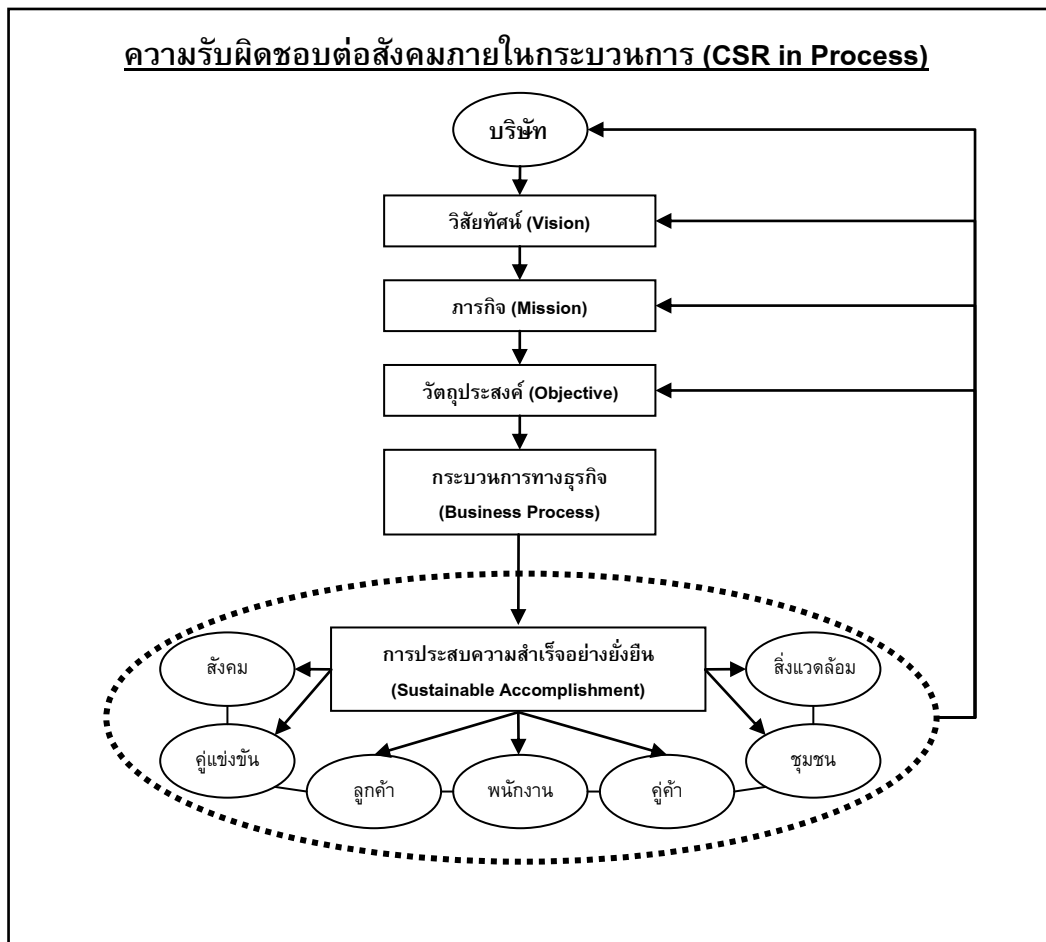 ความรับผิดชอบต่อสังคมภายในกระบวนการ (CSR in Process)
บริษัท
วิสัยทัศน์ (Vision)
ภารกิจ (Mission)
วัตถุประสงค์ (Objective)
กระบวนการทางธุรกิจ
(Business Process)
การประสบความสำเร็จอย่างยั่งยืน
(Sustainable Accomplishment)
สังคม
สิ่งแวดล้อม
คู่แข่งขัน
ชุมชน
ลูกค้า
พนักงาน
คู่ค้า